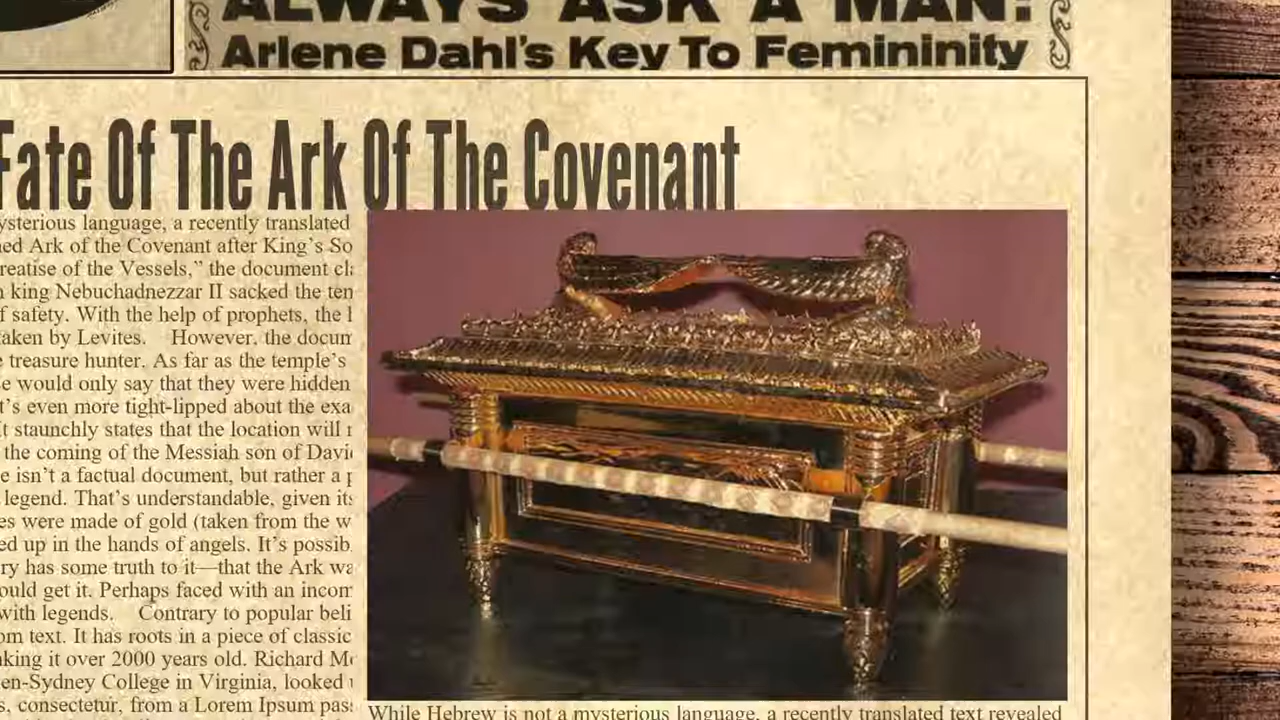 ALWAYS ASK A MAN:
Arlene Dahl's Key To Femininity
Fate Of The Ark Of The Covenant
ysterious language, a recently translated
ed Ark of the Covenant after King's So
reatise of the Vessels," the document cl
king Nebuchadnezzar II sacked the ten
f safety. With the help of prophets, the
taken by Levites. However, the docum
e treasure hunter. As far as the temple's
e would only say that they were hidden
t's even more tight-lipped about the exa
It staunchly states that the location will
the coming of the Messiah son of Davi
e isn't a factual document, but rather a p
legend. That's understandable, given its
es were made of gold (taken from the w
ed up in the hands of angels. It's possib
ry has some truth to it—that the Ark wa
ould get it. Perhaps faced with an incom
with legends. Contrary to popular beli
om text. It has roots in a piece of classic
king it over 2000 years old. Richard Mc
en-Sydney College in Virginia, looked
s, consectetur, from a Lorem Ipsum pas
While Hebrew is not a mysterious language, a recently translated text revealed